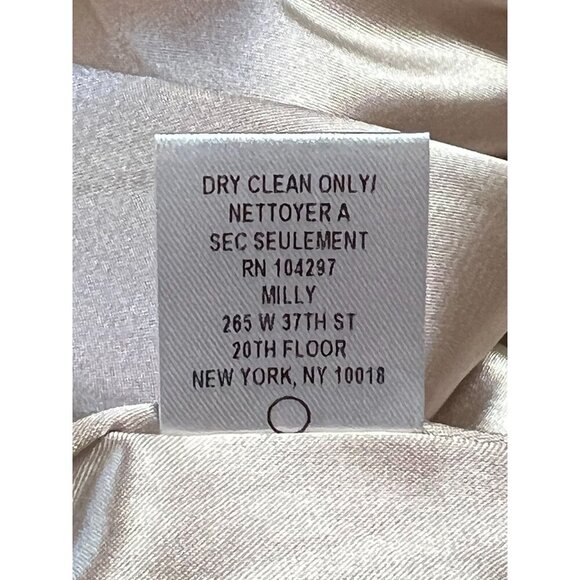 DRY CLEAN ONLY/
NETTOYER A
SEC SEULEMENT
RN 104297
MILLY
265 W 37TH ST
20TH FLOOR
NEW YORK, NY 10018